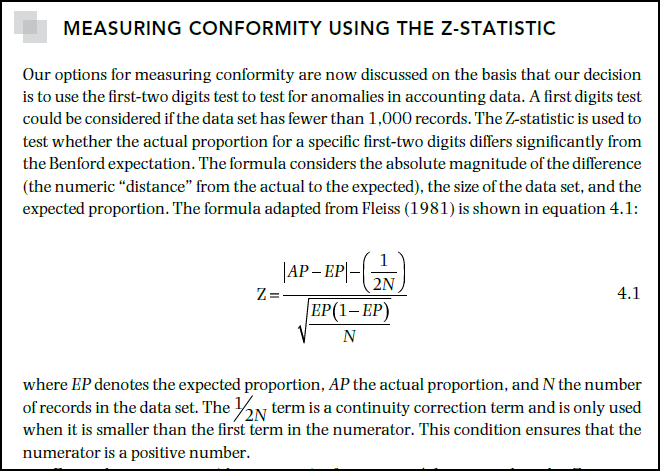 MEASURING CONFORMITY USING THE Z-STATISTIC
Our options for measuring conformity are now discussed on the basis that our decision
is to use the first-two digits test to test for anomalies in accounting data. A first digits test
could be considered if the data set has fewer than 1,000 records. The Z-statistic is used to
test whether the actual proportion for a specific first-two digits differs significantly from
the Benford expectation. The formula considers the absolute magnitude of the difference
(the numeric “distance” from the actual to the expected), the size of the data set, and the
expected proportion. The formula adapted from Fleiss (1981) is shown in equation 4.1:
Z = (|AP – EP| – (1/2N)) / √(EP(1 – EP)/N) 4.1
where EP denotes the expected proportion, AP the actual proportion, and N the number
of records in the data set. The 1/2N term is a continuity correction term and is only used
when it is smaller than the first term in the numerator. This condition ensures that the
numerator is a positive number.